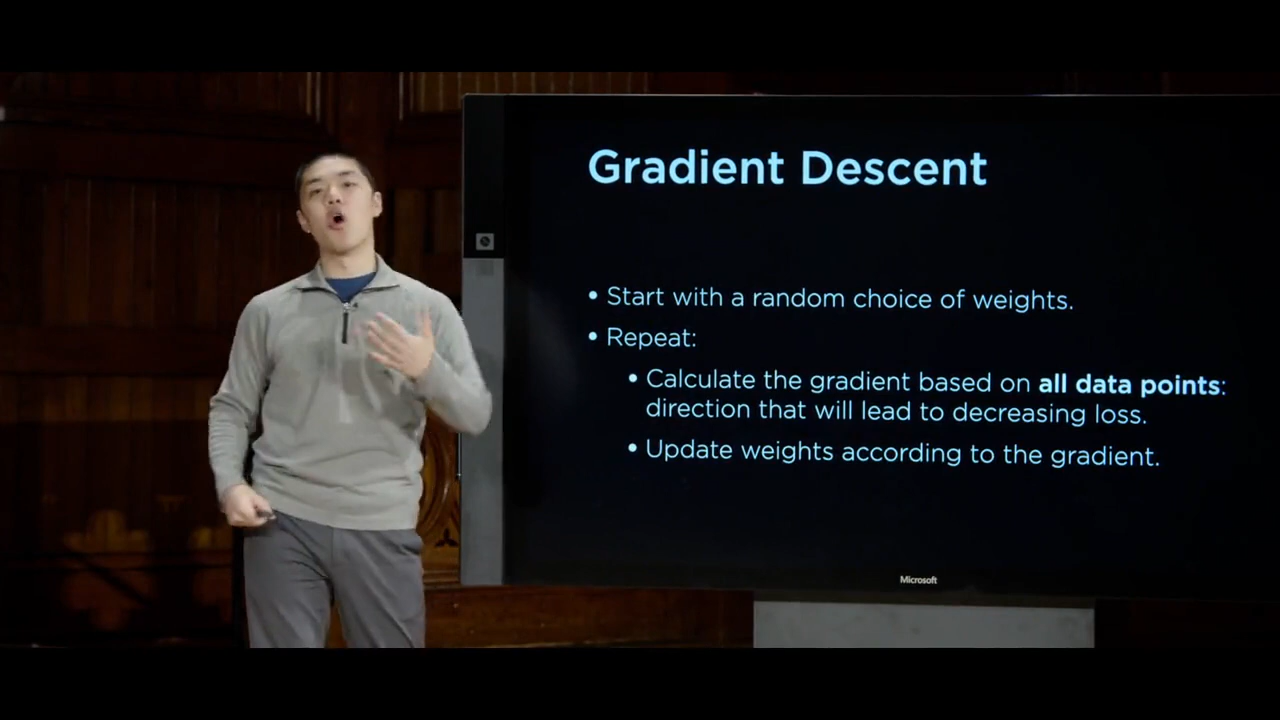 Gradient Descent
• Start with a random choice of weights.
• Repeat:
• Calculate the gradient based on all data points:
direction that will lead to decreasing loss.
• Update weights according to the gradient.
Microsoft